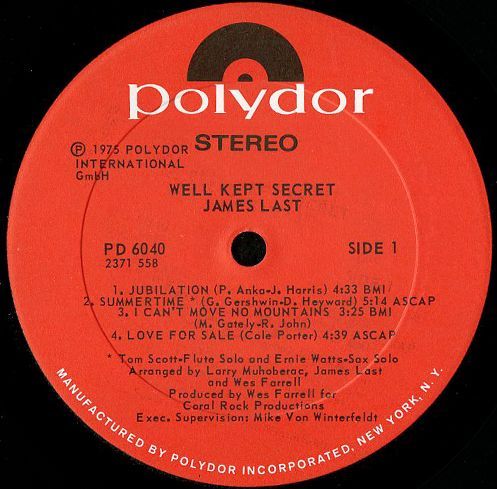 polydor
STEREO
℗ 1975 POLYDOR
INTERNATIONAL
GmbH
WELL KEPT SECRET
JAMES LAST
PD 6040
2371 558
SIDE 1
1. JUBILATION (P. Anka-J. Harris) 4:33 BMI
2. SUMMERTIME * (G. Gershwin-D. Heyward) 5:14 ASCAP
3. I CAN'T MOVE NO MOUNTAINS 3:25 BMI
(M. Gately-R. John)
4. LOVE FOR SALE (Cole Porter) 4:39 ASCAP
* Tom Scott-Flute Solo and Ernie Watts-Sax Solo
Arranged by Larry Muhoberac, James Last
and Wes Farrell
Produced by Wes Farrell for
Coral Rock Productions
Exec. Supervision: Mike Von Winterfeldt
MANUFACTURED BY POLYDOR INCORPORATED, NEW YORK, N.Y.